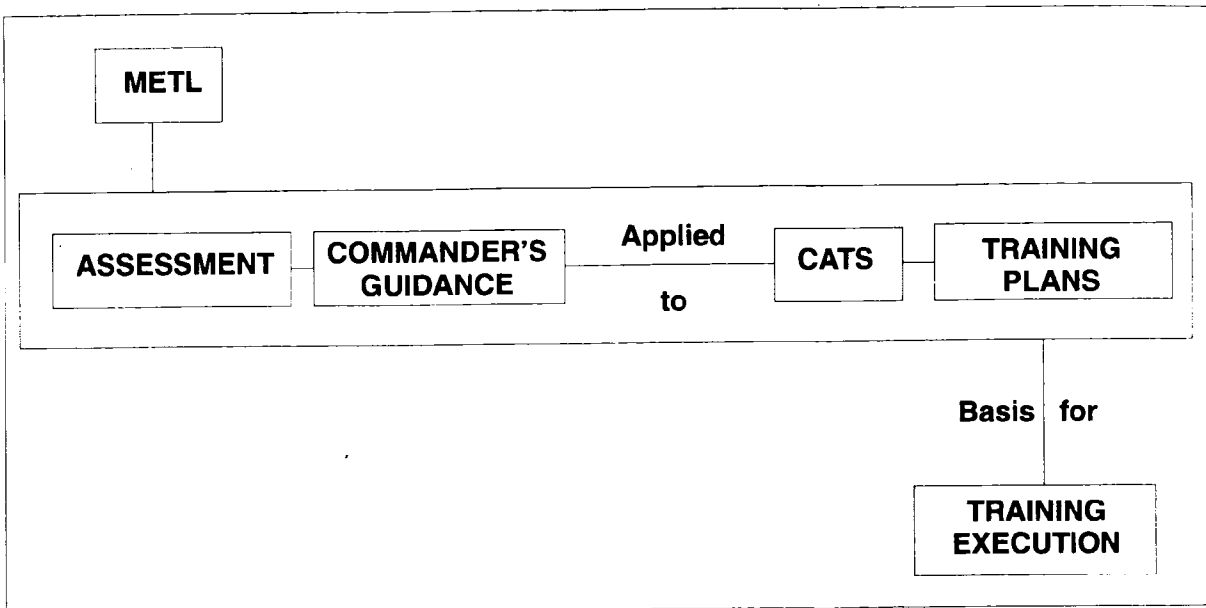 METL
ASSESSMENT
COMMANDER'S
GUIDANCE
Applied
to
CATS
TRAINING
PLANS
Basis for
TRAINING
EXECUTION